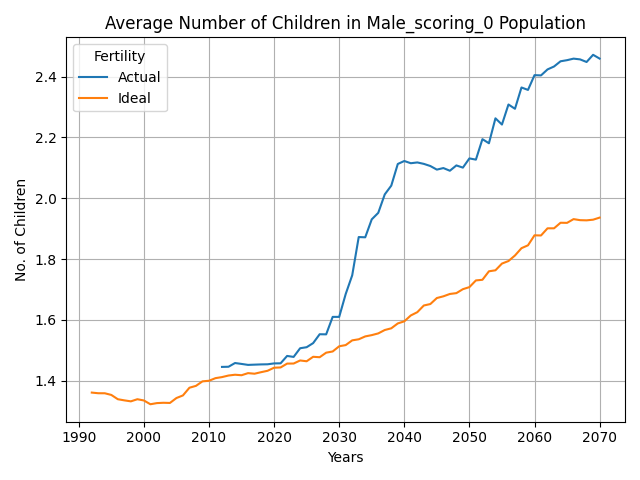 Average Number of Children in Male_scoring_0 Population
Fertility
Actual
Ideal
No. of Children
2.4
2.2
2.0
1.8
1.6
1.4
1990 2000 2010 2020 2030 2040 2050 2060 2070
Years